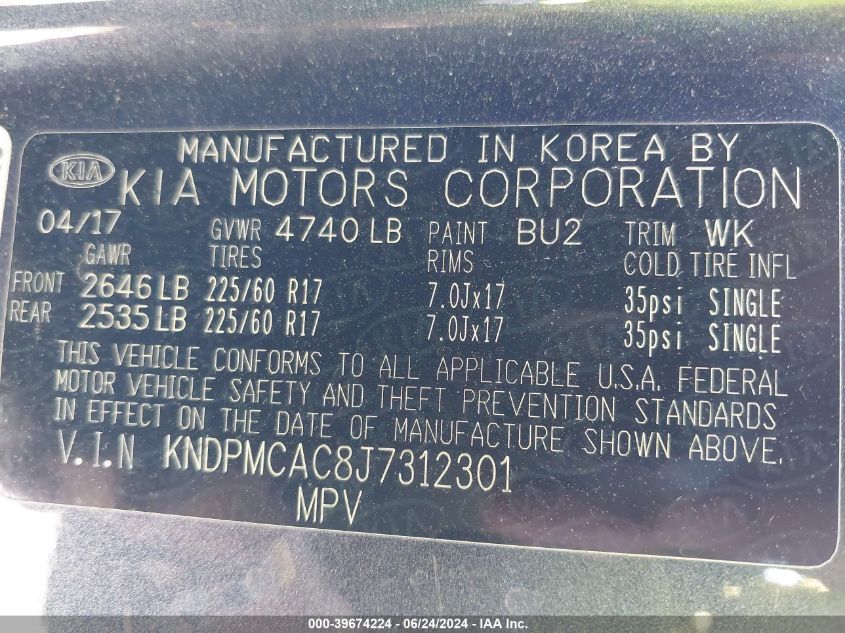 KIA MANUFACTURED IN KOREA BY
KIA MOTORS CORPORATION
04/17 GVWR 4740 LB PAINT BU2 TRIM WK
GAWR TIRES RIMS COLD TIRE INFL
FRONT 2646 LB 225/60 R17 7.0Jx17 35psi SINGLE
REAR 2535 LB 225/60 R17 7.0Jx17 35psi SINGLE
THIS VEHICLE CONFORMS TO ALL APPLICABLE U.S.A. FEDERAL
MOTOR VEHICLE SAFETY AND THEFT PREVENTION STANDARDS
IN EFFECT ON THE DATE OF MANUFACTURE SHOWN ABOVE.
V.I.N KNDPMCAC8J7312301
MPV
000-39674224 - 06/24/2024 - IAA Inc.